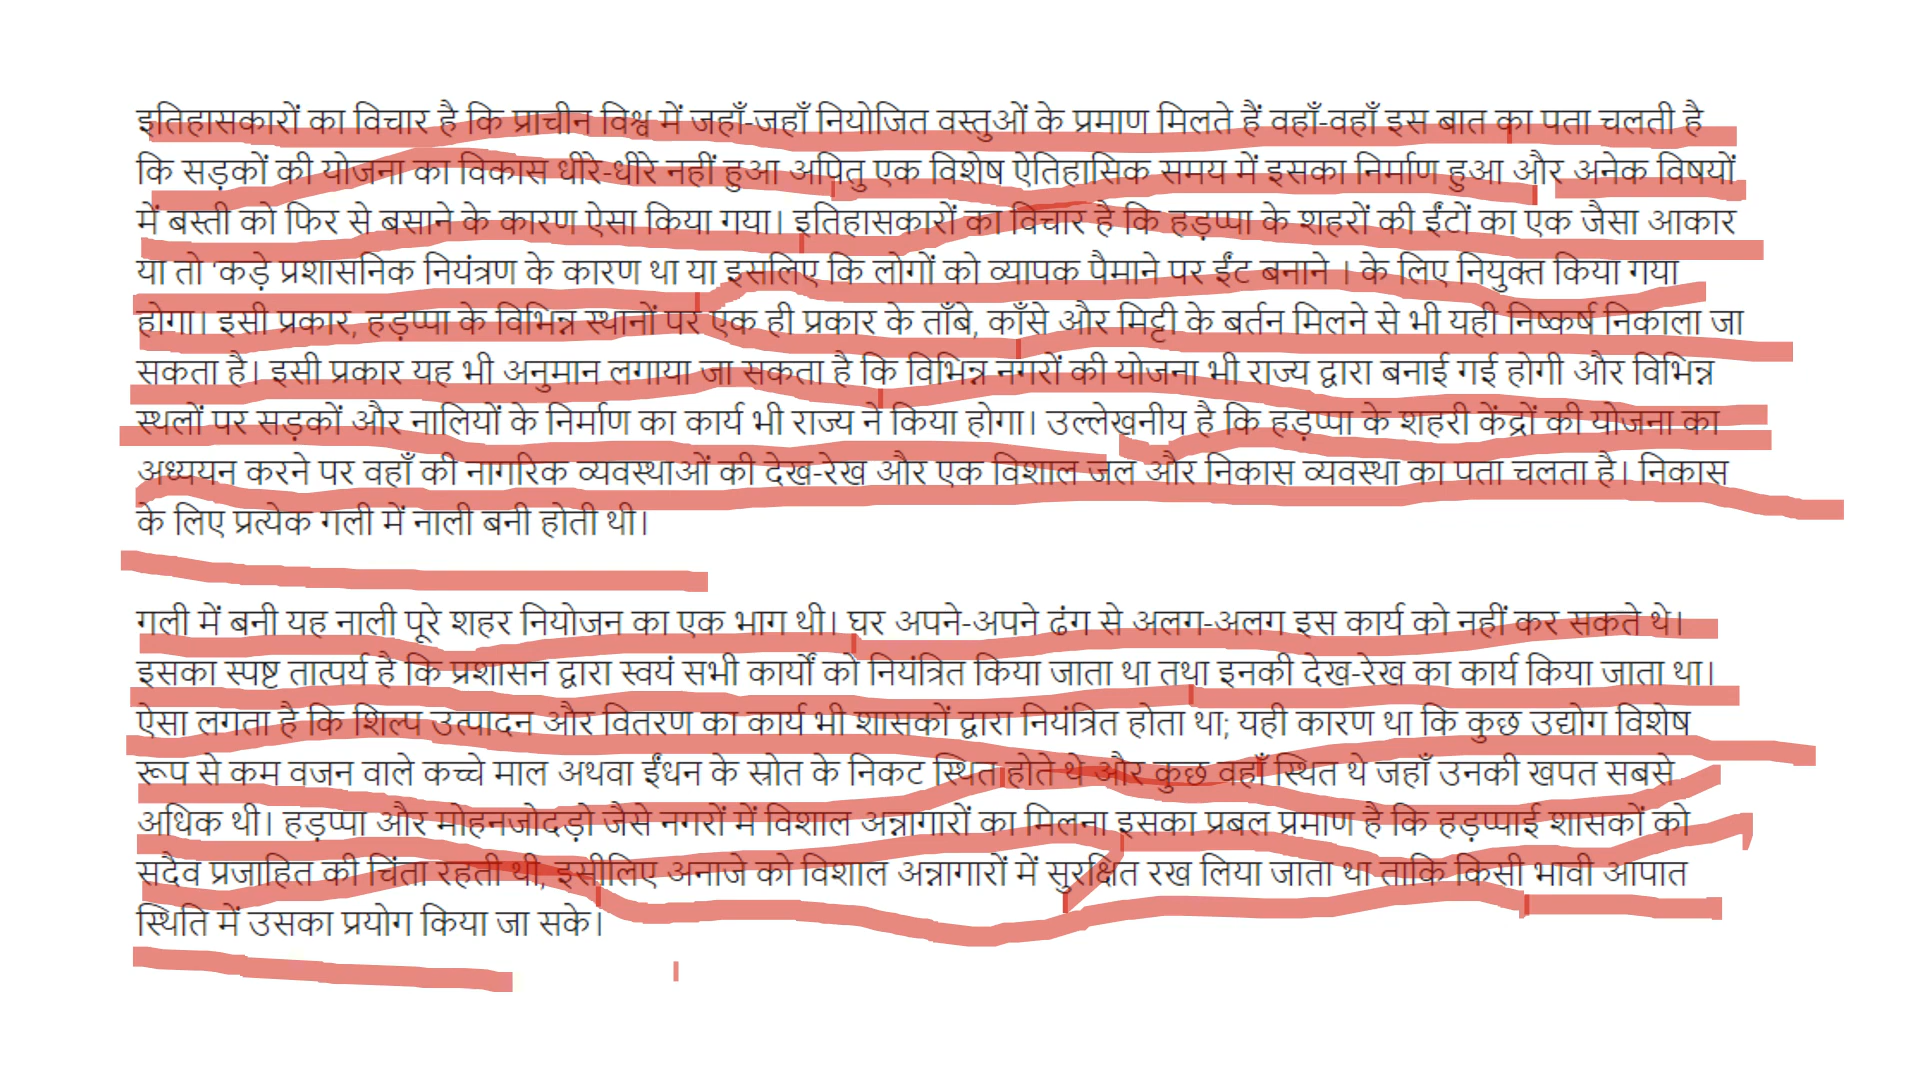 इतिहासकारों का विचार है कि प्राचीन विश्व में जहाँ-जहाँ नियोजित वस्तुओं के प्रमाण मिलते हैं वहाँ-वहाँ इस बात का पता चलती है
कि सड़कों की योजना का विकास धीरे-धीरे नहीं हुआ अपितु एक विशेष ऐतिहासिक समय में इसका निर्माण हुआ और अनेक विषयों
में बस्ती को फिर से बसाने के कारण ऐसा किया गया। इतिहासकारों का विचार है कि हड़प्पा के शहरों की ईंटों का एक जैसा आकार
या तो ‘कड़े प्रशासनिक नियंत्रण के कारण था या इसलिए कि लोगों को व्यापक पैमाने पर ईंट बनाने । के लिए नियुक्त किया गया
होगा। इसी प्रकार, हड़प्पा के विभिन्न स्थानों पर एक ही प्रकार के ताँबे, काँसे और मिट्टी के बर्तन मिलने से भी यही निष्कर्ष निकाला जा
सकता है। इसी प्रकार यह भी अनुमान लगाया जा सकता है कि विभिन्न नगरों की योजना भी राज्य द्वारा बनाई गई होगी और विभिन्न
स्थलों पर सड़कों और नालियों के निर्माण का कार्य भी राज्य ने किया होगा। उल्लेखनीय है कि हड़प्पा के शहरी केंद्रों की योजना का
अध्ययन करने पर वहाँ की नागरिक व्यवस्थाओं की देख-रेख और एक विशाल जल और निकास व्यवस्था का पता चलता है। निकास
के लिए प्रत्येक गली में नाली बनी होती थी।
गली में बनी यह नाली पूरे शहर नियोजन का एक भाग थी। घर अपने-अपने ढंग से अलग-अलग इस कार्य को नहीं कर सकते थे।
इसका स्पष्ट तात्पर्य है कि प्रशासन द्वारा स्वयं सभी कार्यों को नियंत्रित किया जाता था तथा इनकी देख-रेख का कार्य किया जाता था।
ऐसा लगता है कि शिल्प उत्पादन और वितरण का कार्य भी शासकों द्वारा नियंत्रित होता था; यही कारण था कि कुछ उद्योग विशेष
रूप से कम वजन वाले कच्चे माल अथवा ईंधन के स्रोत के निकट स्थित होते थे और कुछ वहाँ स्थित थे जहाँ उनकी खपत सबसे
अधिक थी। हड़प्पा और मोहनजोदड़ो जैसे नगरों में विशाल अन्नागारों का मिलना इसका प्रबल प्रमाण है कि हड़प्पाई शासकों को
सदैव प्रजाहित की चिंता रहती थी, इसीलिए अनाजे को विशाल अन्नागारों में सुरक्षित रख लिया जाता था ताकि किसी भावी आपात
स्थिति में उसका प्रयोग किया जा सके।